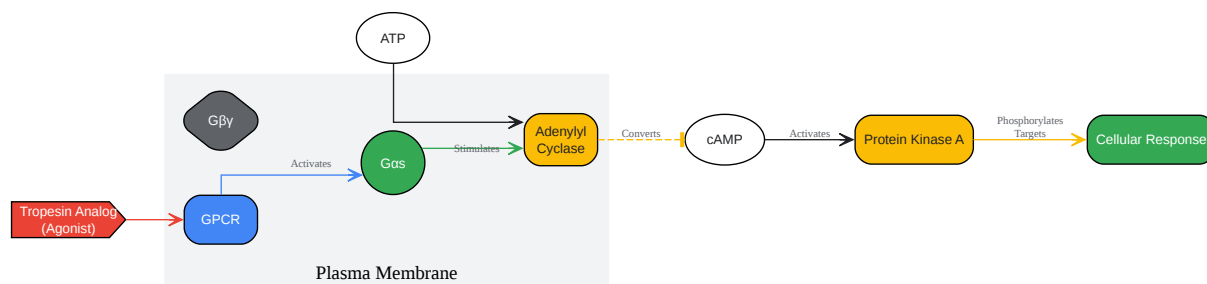 ATP
Gβγ
Adenylyl
Cyclase
Converts
cAMP
Activates
Protein Kinase A
Phosphorylates
Targets
Cellular Response
Stimulates
Gαs
Activates
Tropesin Analog
(Agonist)
GPCR
Plasma Membrane